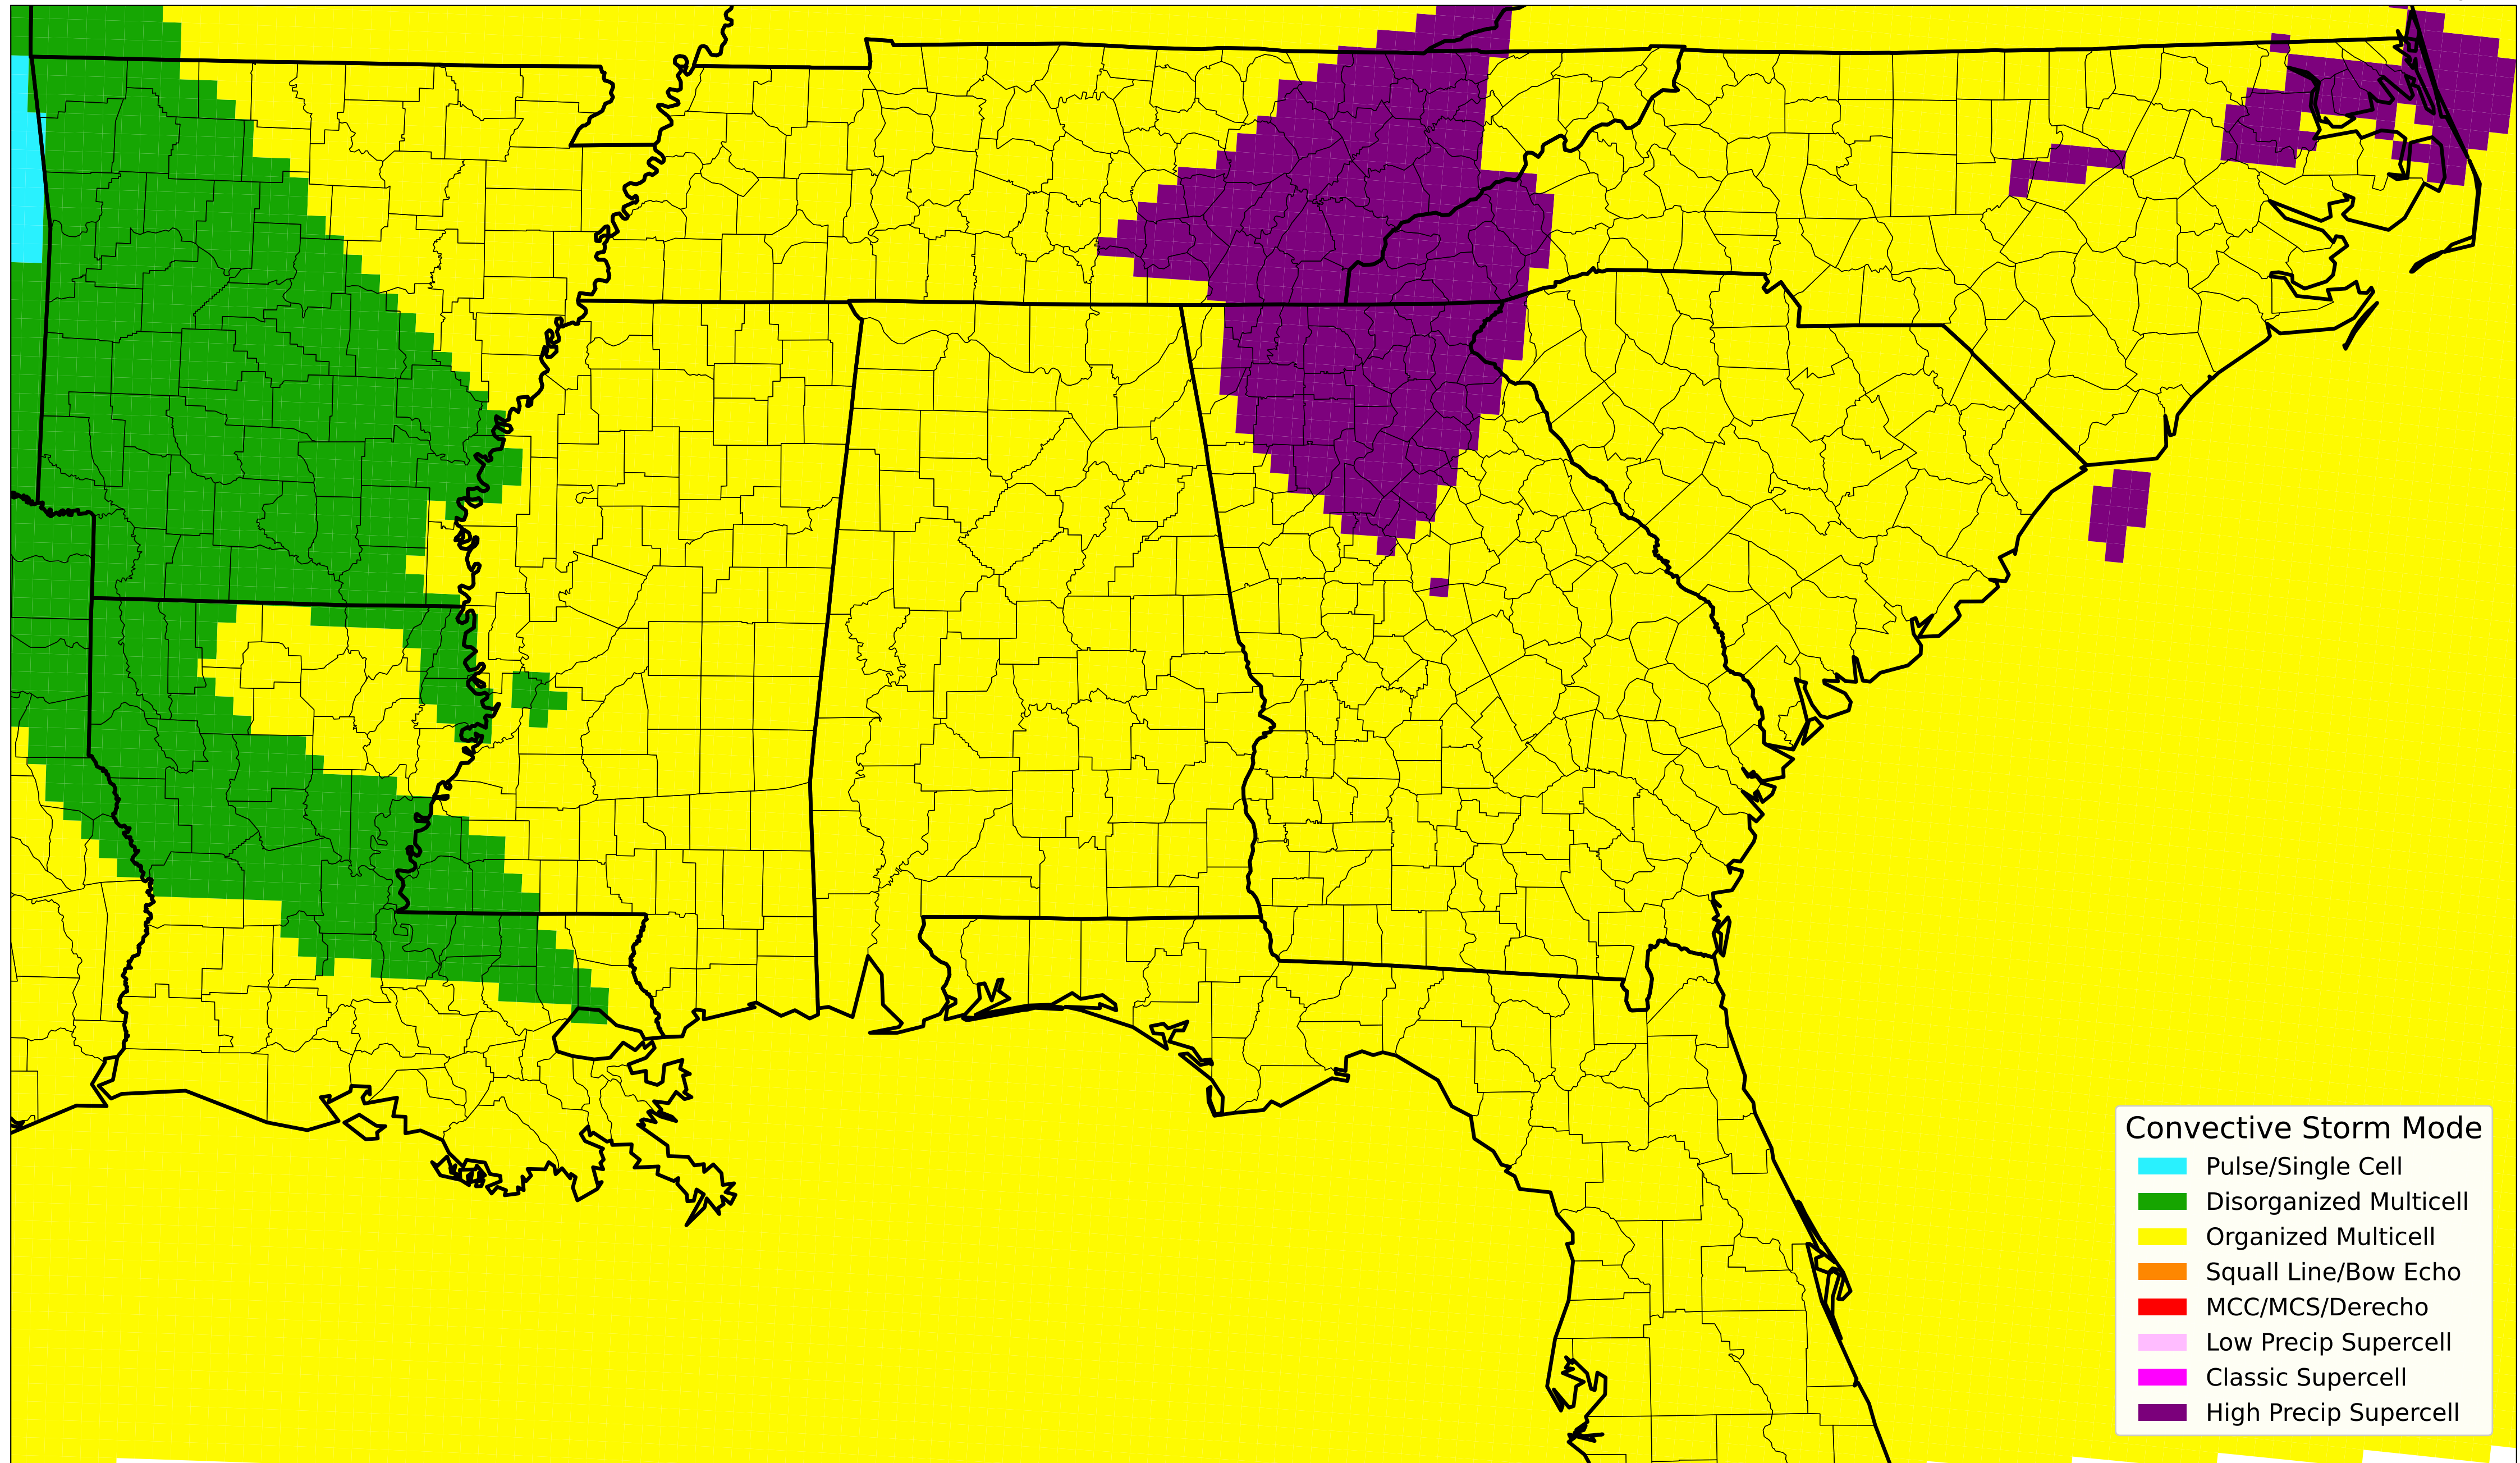 Convective Storm Mode
Pulse/Single Cell
Disorganized Multicell
Organized Multicell
Squall Line/Bow Echo
MCC/MCS/Derecho
Low Precip Supercell
Classic Supercell
High Precip Supercell